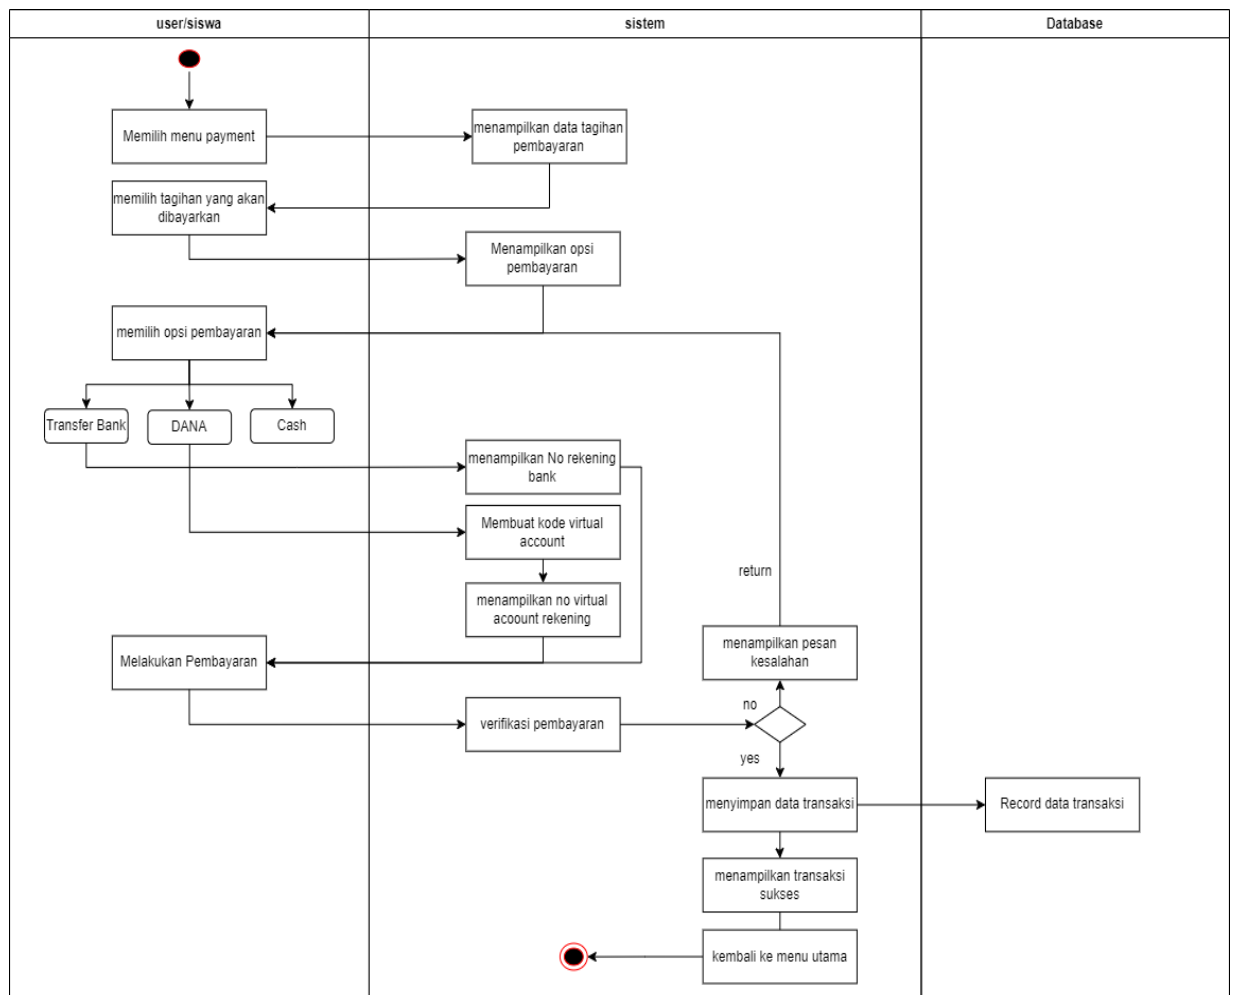 user/siswa
sistem
Database
Memilih menu payment
menampilkan data tagihan
pembayaran
memilih tagihan yang akan
dibayarkan
Menampilkan opsi
pembayaran
memilih opsi pembayaran
Transfer Bank
DANA
Cash
menampilkan No rekening
bank
Membuat kode virtual
account
return
menampilkan no virtual
acoount rekening
Melakukan Pembayaran
menampilkan pesan
kesalahan
no
verifikasi pembayaran
yes
menyimpan data transaksi
Record data transaksi
menampilkan transaksi
sukses
kembali ke menu utama